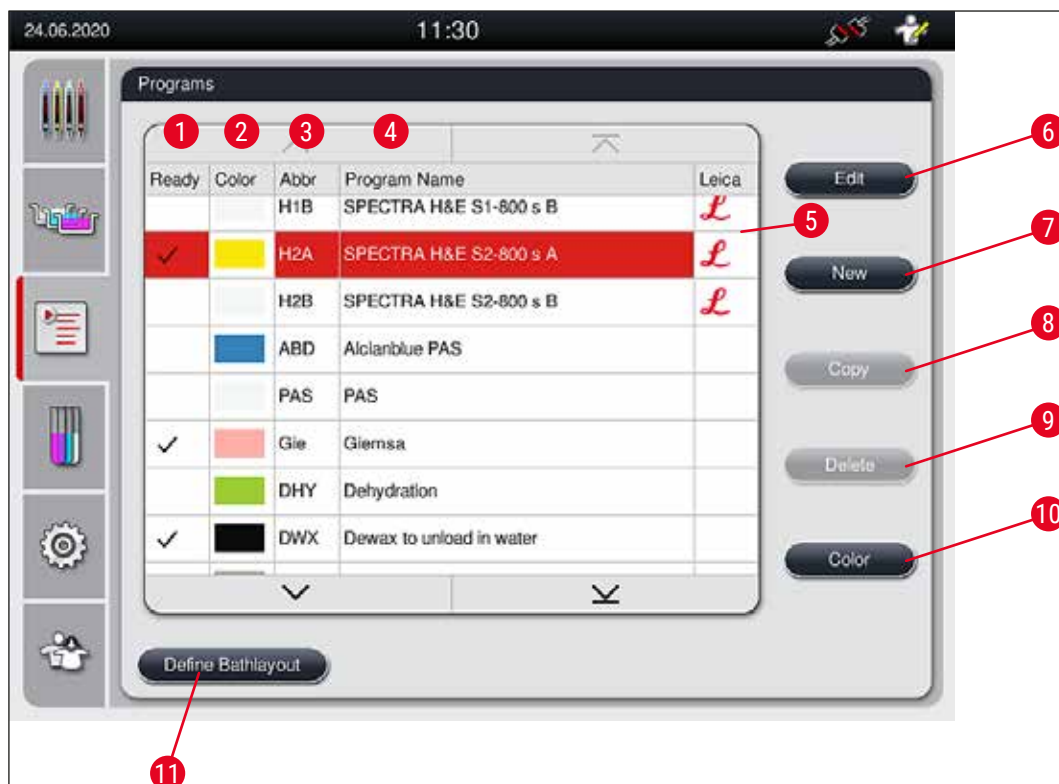 24.06.2020 11:30
Programs
1 2 3 4
Ready Color Abbr Program Name Leica
H1B SPECTRA H&E S1-800 s B
5
H2A SPECTRA H&E S2-800 s A
H2B SPECTRA H&E S2-800 s B
ABD Alcianblue PAS
PAS PAS
Gie Giemsa
DHY Dehydration
DWX Dewax to unload in water
Edit
6
New
7
Copy
8
Delete
9
Color
10
Define Bathlayout
11